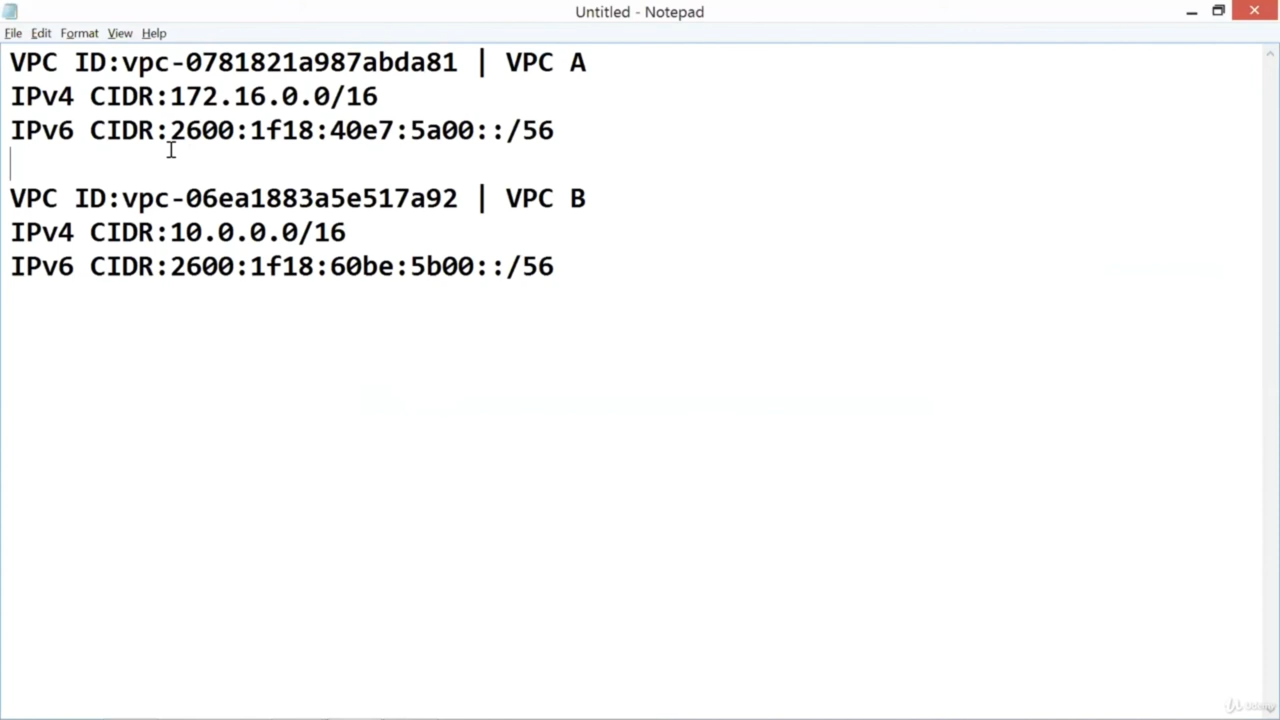 Untitled - Notepad
File Edit Format View Help
VPC ID:vpc-0781821a987abda81 | VPC A
IPv4 CIDR:172.16.0.0/16
IPv6 CIDR:2600:1f18:40e7:5a00::/56
VPC ID:vpc-06ea1883a5e517a92 | VPC B
IPv4 CIDR:10.0.0.0/16
IPv6 CIDR:2600:1f18:60be:5b00::/56
Udemy